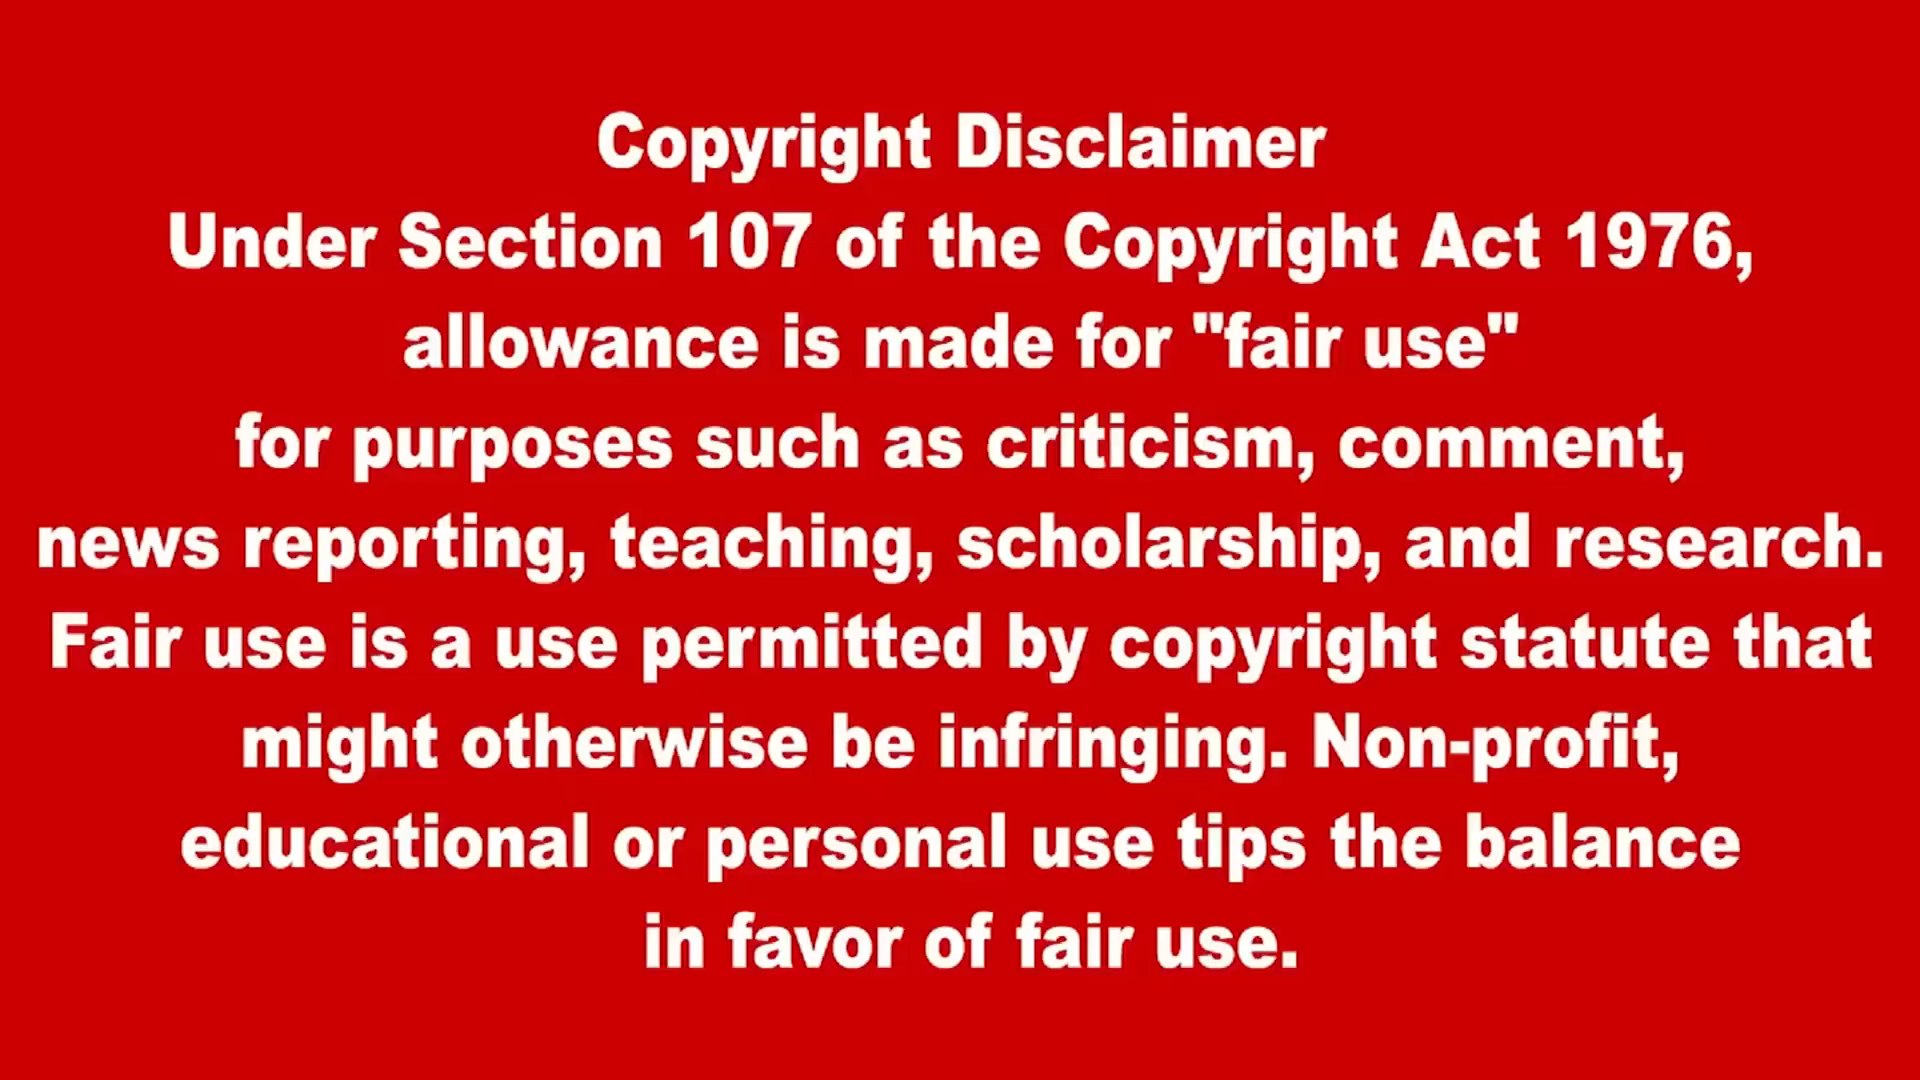 Copyright Disclaimer
Under Section 107 of the Copyright Act 1976,
allowance is made for "fair use"
for purposes such as criticism, comment,
news reporting, teaching, scholarship, and research.
Fair use is a use permitted by copyright statute that
might otherwise be infringing. Non-profit,
educational or personal use tips the balance
in favor of fair use.